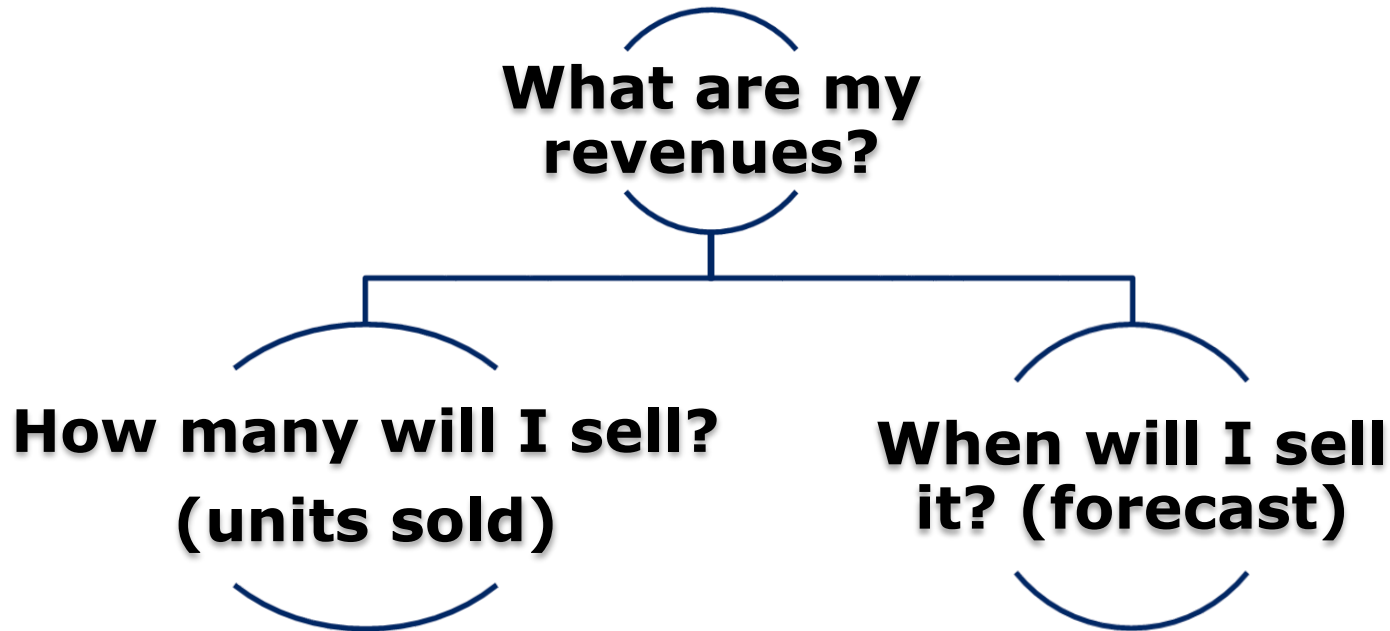 What are my
revenues?
How many will I sell?
(units sold)
When will I sell
it? (forecast)